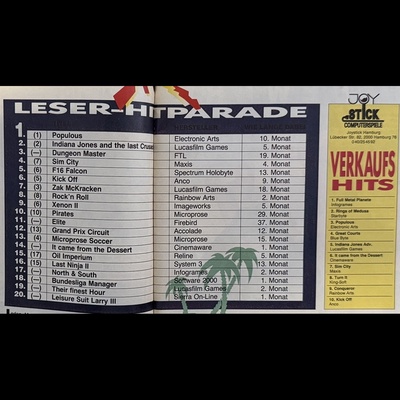 LESER-HITPARADE
1. (1) Populous Electronic Arts 10. Monat
2. (2) Indiana Jones and the last Crusa Lucasfilm Games 5. Monat
3. (—) Dungeon Master FTL 19. Monat
4. (7) Sim City Maxis 4. Monat
5. (6) F16 Falcon Spectrum Holobyte 13. Monat
6. (5) Kick Off Anco 9. Monat
7. (3) Zak McKracken Lucasfilm Games 18. Monat
8. (8) Rock'n Roll Rainbow Arts 2. Monat
9. (6) Xenon II Imageworks 3. Monat
10. (10) Pirates Microprose 29. Monat
11. (—) Elite Firebird 37. Monat
12. (13) Grand Prix Circuit Accolade 12. Monat
13. (4) Microprose Soccer Microprose 15. Monat
14. (—) It came from the Dessert Cinemaware 1. Monat
15. (17) Oil Imperium Reline 5. Monat
16. (15) Last Ninja II System 3 13. Monat
17. (—) North & South Infogrames 2. Monat
18. (—) Bundesliga Manager Software 2000 1. Monat
19. (—) Their finest Hour Lucasfilm Games 2. Monat
20. (—) Leisure Suit Larry III Sierra On-Line 1. Monat
JOY
STICK
COMPUTERSPIELE
Joystick Hamburg
VERKAUFS
HITS
1. Full Metal Planete
Infogrames
2. Rings of Medusa
Starbyte
3. Populous
Electronic Arts
4. Great Courts
Blue Byte
5. Indiana Jones Adv.
Lucasfilm Games
6. It came from the Desert
Cinemaware
7. Sim City
Maxis
8. Turn It
King-Soft
9. Conqueror
Rainbow Arts
10. Kick Off
Anco